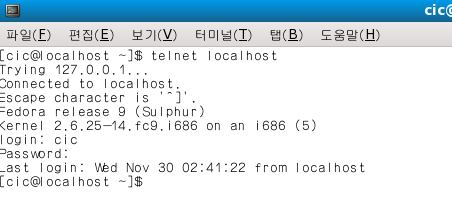 cic@
파일(F) 편집(E) 보기(V) 터미널(T) 탭(B) 도움말(H)
[cic@localhost ~]$ telnet localhost
Trying 127.0.0.1...
Connected to localhost.
Escape character is '^]'.
Fedora release 9 (Sulphur)
Kernel 2.6.25-14.fc9.i686 on an i686 (5)
login: cic
Password:
Last login: Wed Nov 30 02:41:22 from localhost
[cic@localhost ~]$